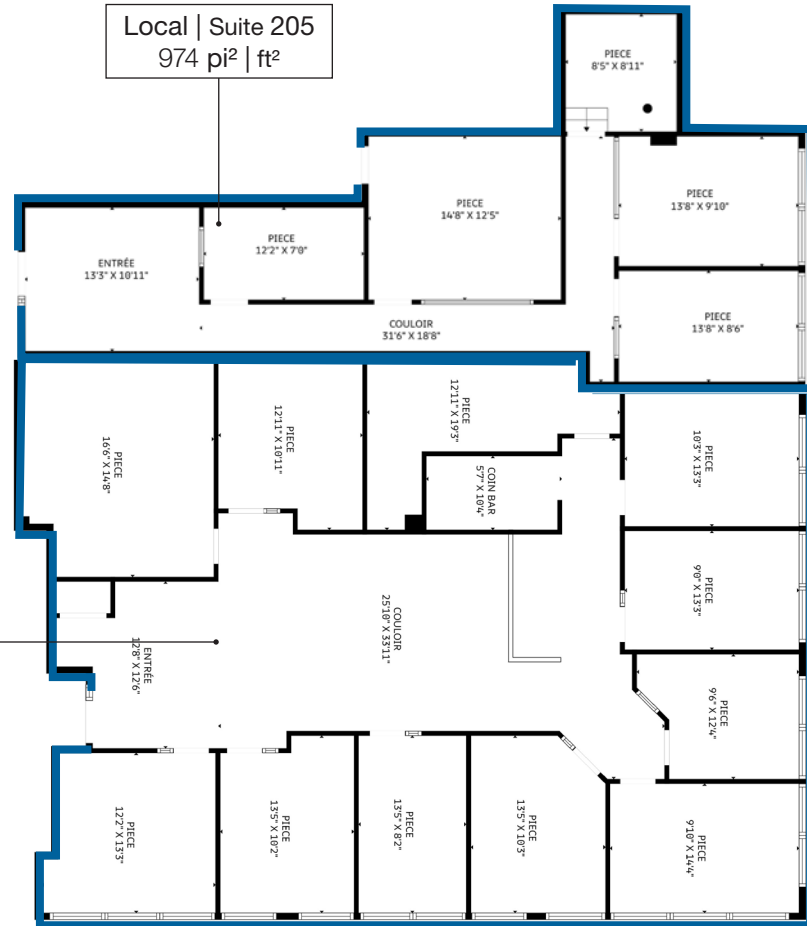 Local | Suite 205
974 pi² | ft²
PIECE
8'5" X 8'11"
PIECE
14'8" X 12'5"
PIECE
13'8" X 9'10"
PIECE
12'2" X 7'0"
ENTRÉE
13'3" X 10'11"
PIECE
13'8" X 8'6"
COULOIR
31'6" X 18'8"
PIECE
16'6" X 14'8"
PIECE
12'11" X 10'11"
PIECE
12'11" X 19'3"
COIN BAR
5'7" X 10'4"
PIECE
10'3" X 13'3"
PIECE
9'0" X 13'3"
COULOIR
25'10" X 33'11"
ENTRÉE
12'8" X 12'6"
PIECE
9'6" X 12'4"
PIECE
12'2" X 13'3"
PIECE
13'5" X 10'2"
PIECE
13'5" X 8'2"
PIECE
13'5" X 10'3"
PIECE
9'10" X 14'4"